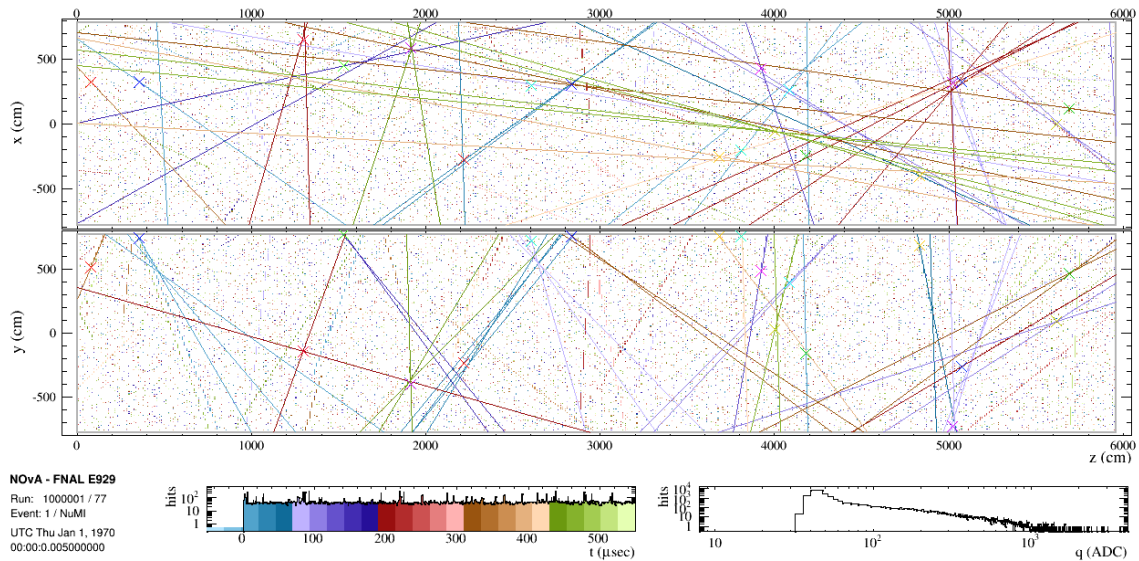 0 1000 2000 3000 4000 5000 6000
x (cm)
500
0
-500
y (cm)
500
0
-500
0 1000 2000 3000 4000 5000 6000
z (cm)
NOvA - FNAL E929
Run: 1000001 / 77
Event: 1 / NuMI
UTC Thu Jan 1, 1970
00:00:0.005000000
hits
10²
10
1
0 100 200 300 400 500
t (μsec)
hits
10⁴
10³
10²
10
1
10 10² 10³
q (ADC)